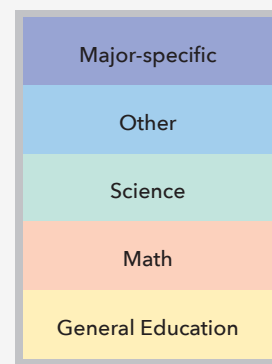 Major-specific
Other
Science
Math
General Education